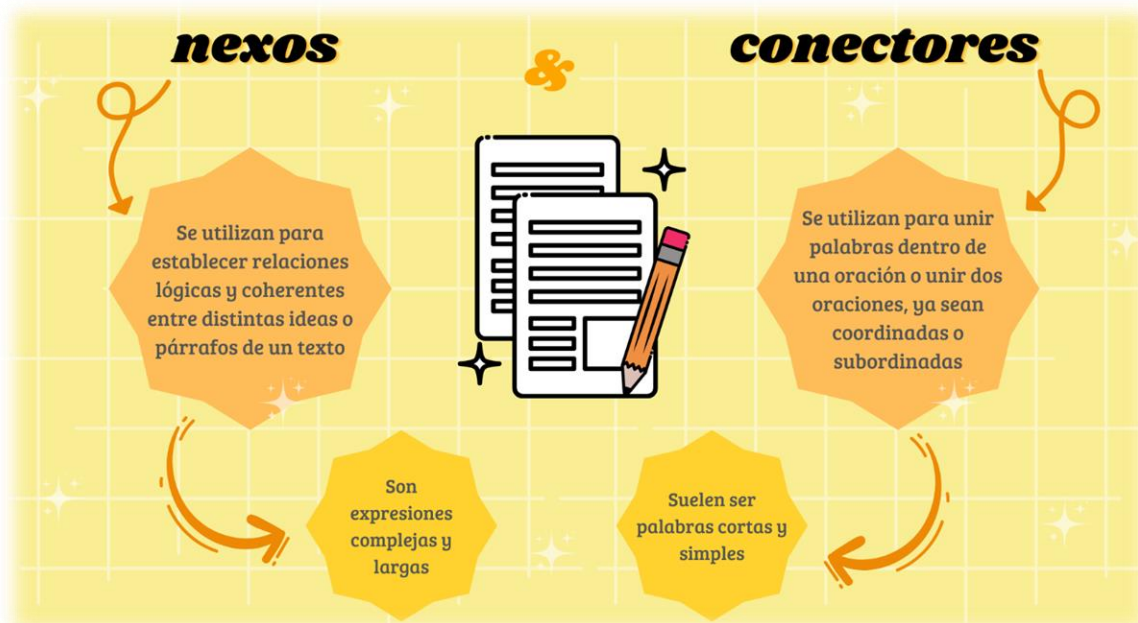 nexos
&
conectores
Se utilizan para
establecer relaciones
lógicas y coherentes
entre distintas ideas o
párrafos de un texto
Se utilizan para unir
palabras dentro de
una oración o unir dos
oraciones, ya sean
coordinadas o
subordinadas
Son
expresiones
complejas y
largas
Suelen ser
palabras cortas y
simples